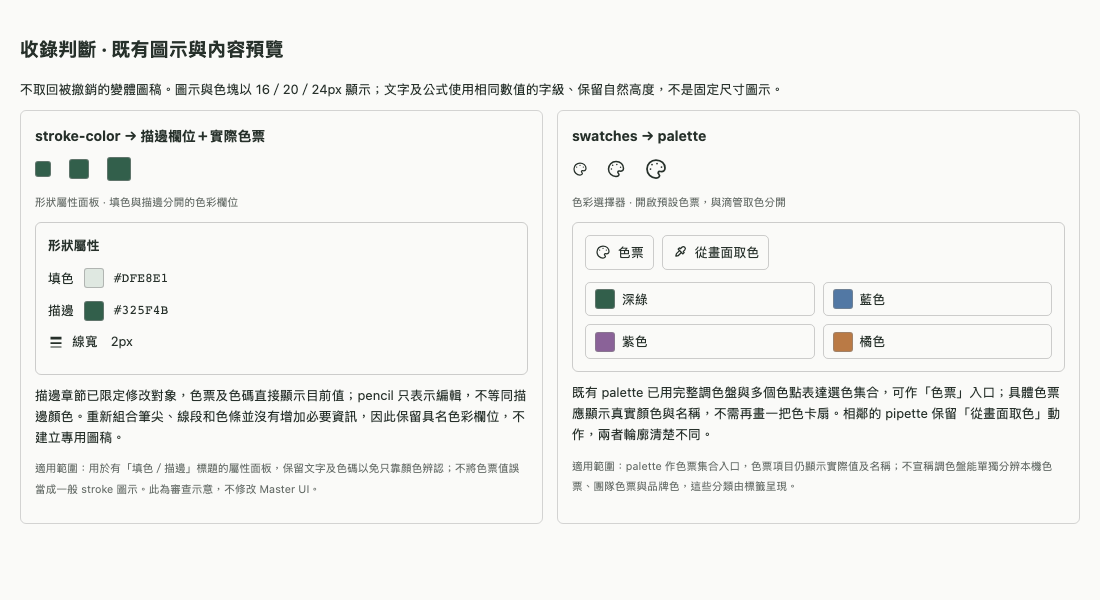 收錄判斷 · 既有圖示與內容預覽
不取回被撤銷的變體圖稿。圖示與色塊以 16 / 20 / 24px 顯示；文字及公式使用相同數值的字級、保留自然高度，不是固定尺寸圖示。
stroke-color → 描邊欄位＋實際色票
形狀屬性面板 · 填色與描邊分開的色彩欄位
形狀屬性
填色 #DFE8E1
描邊 #325F4B
線寬 2px
描邊章節已限定修改對象，色票及色碼直接顯示目前值；pencil 只表示編輯，不等同描
邊顏色。重新組合筆尖、線段和色條並沒有增加必要資訊，因此保留具名色彩欄位，不
建立專用圖稿。
適用範圍：用於有「填色 / 描邊」標題的屬性面板，保留文字及色碼以免只靠顏色辨認；不將色票值誤
當成一般 stroke 圖示。此為審查示意，不修改 Master UI。
swatches → palette
色彩選擇器 · 開啟預設色票，與滴管取色分開
色票 從畫面取色
深綠 藍色
紫色 橘色
既有 palette 已用完整調色盤與多個色點表達選色集合，可作「色票」入口；具體色票
應顯示真實顏色與名稱，不需再畫一把色卡扇。相鄰的 pipette 保留「從畫面取色」動
作，兩者輪廓清楚不同。
適用範圍：palette 作色票集合入口，色票項目仍顯示實際值及名稱；不宣稱調色盤能單獨分辨本機色
票、團隊色票與品牌色，這些分類由標籤呈現。